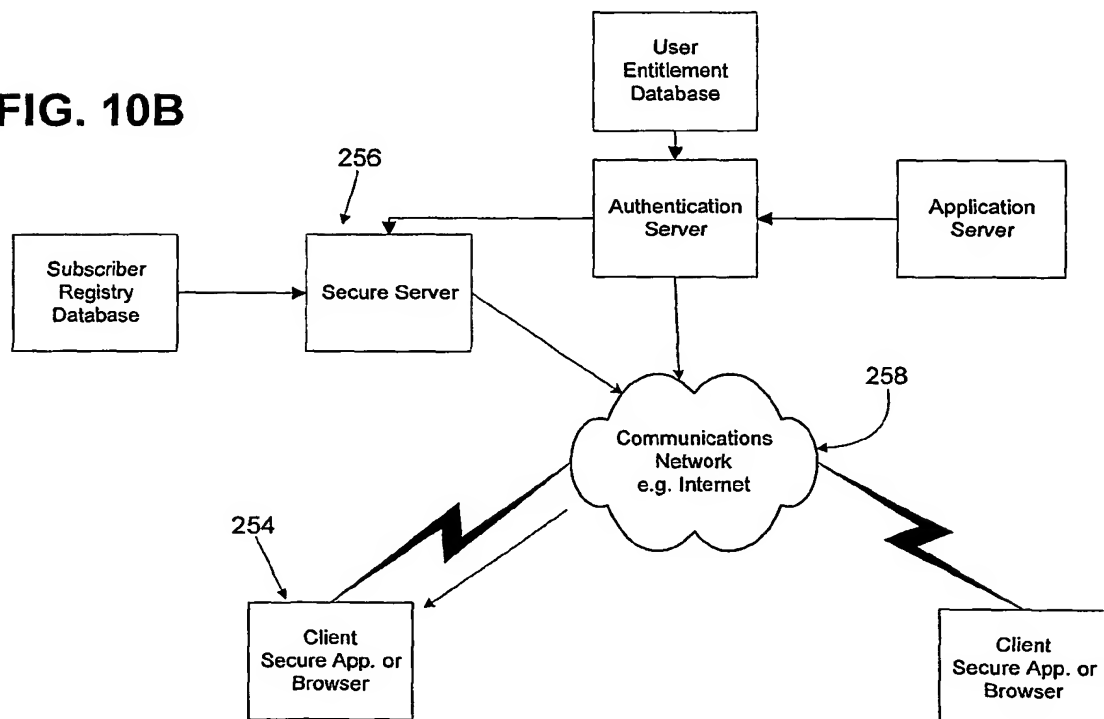 FIG. 10B
User
Entitlement
Database
256
Authentication
Server
Application
Server
Subscriber
Registry
Database
Secure Server
258
Communications
Network
e.g. Internet
254
Client
Secure App. or
Browser
Client
Secure App. or
Browser